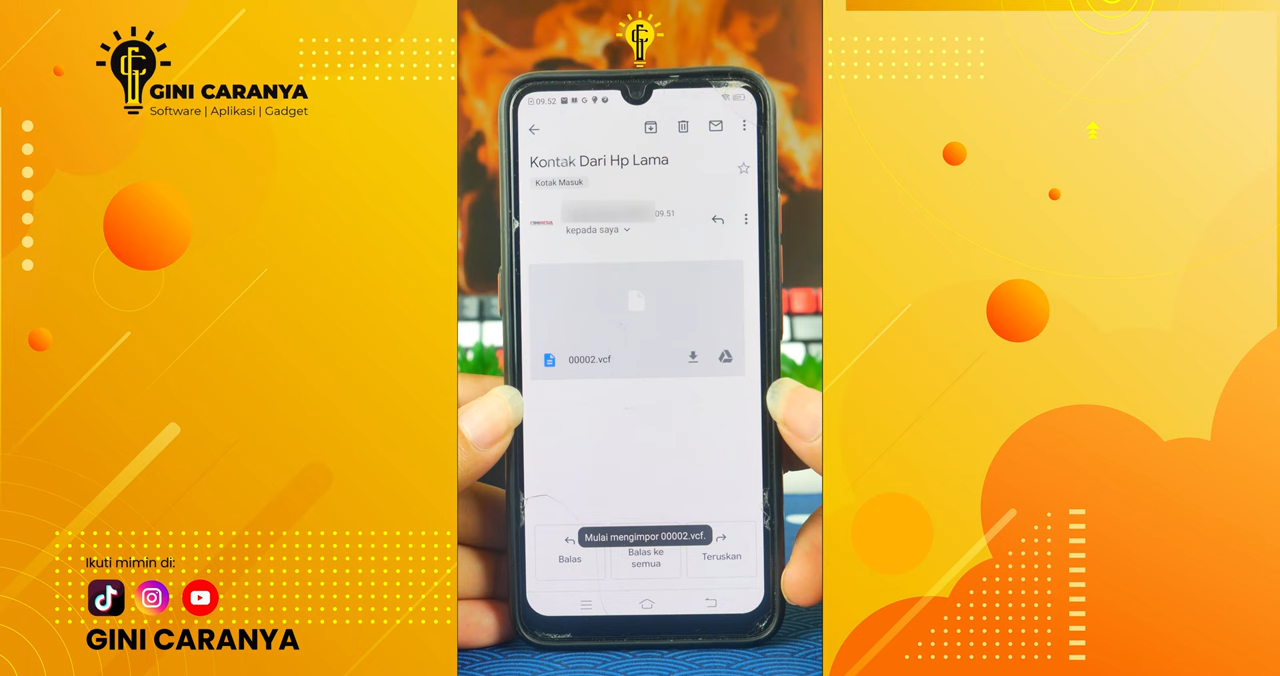 GINI CARANYA
Software | Aplikasi | Gadget
09.52
Kontak Dari Hp Lama
Kotak Masuk
09.51
kepada saya
00002.vcf
Mulai mengimpor 00002.vcf.
Balas
Balas ke
semua
Teruskan
Ikuti mimin di:
GINI CARANYA